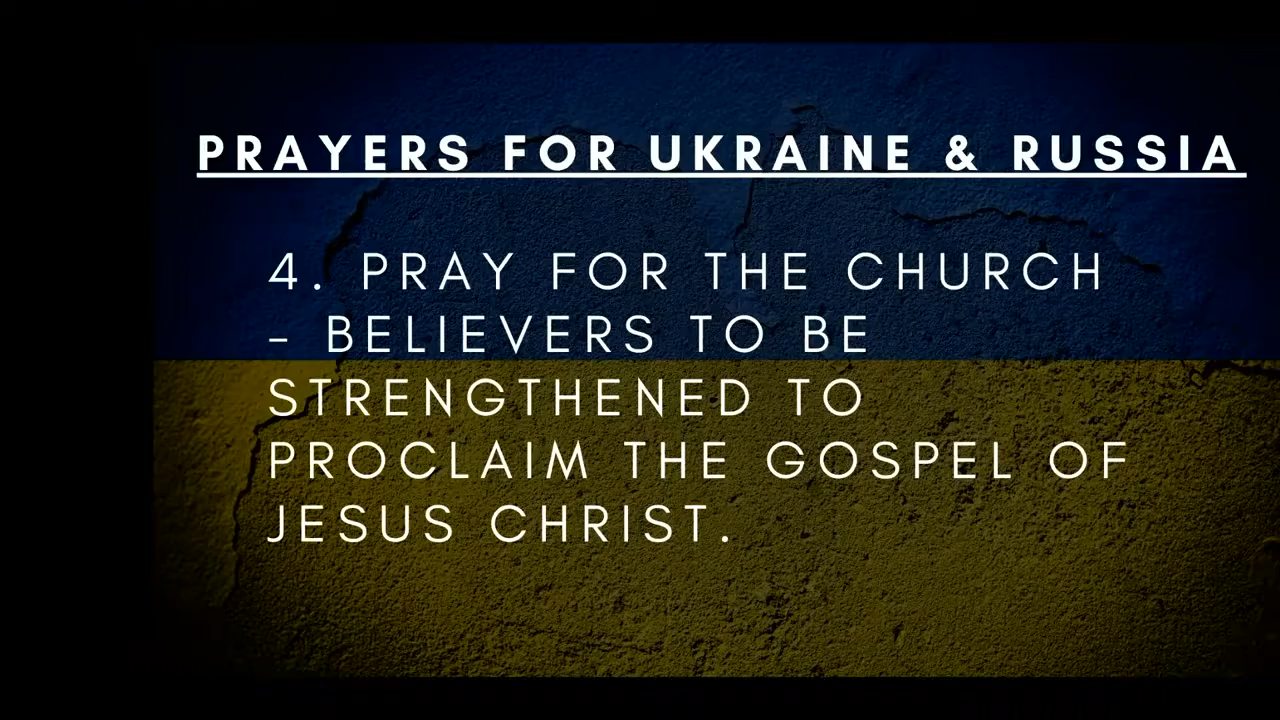 PRAYERS FOR UKRAINE & RUSSIA
4. PRAY FOR THE CHURCH
- BELIEVERS TO BE
STRENGTHENED TO
PROCLAIM THE GOSPEL OF
JESUS CHRIST.